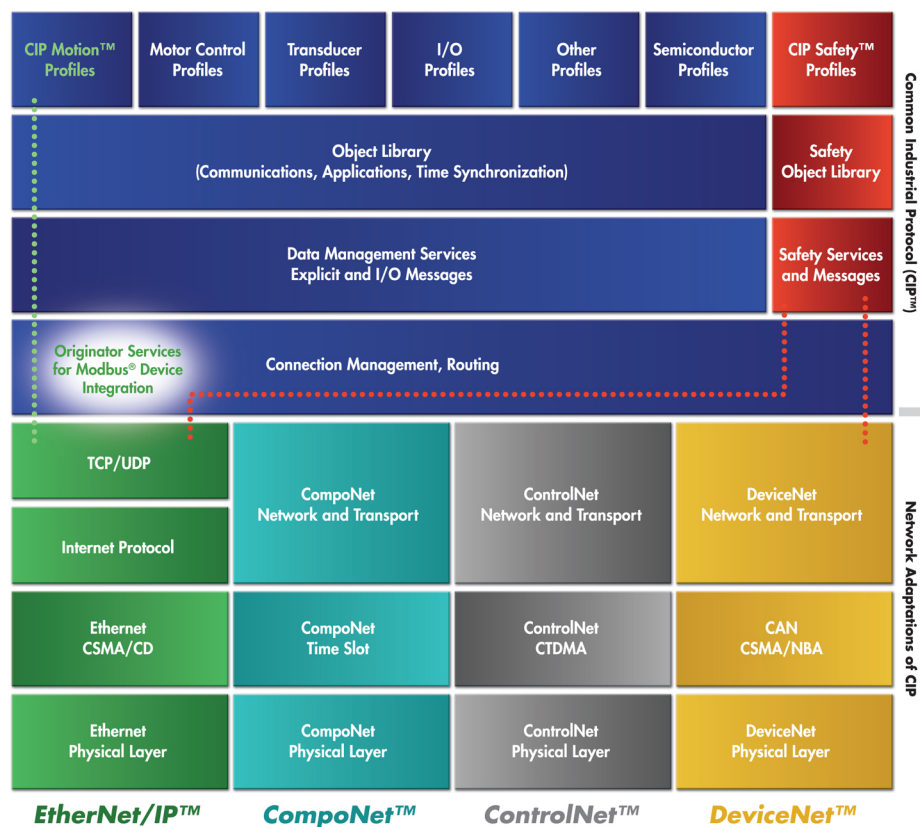 CIP Motion™
Profiles
Motor Control
Profiles
Transducer
Profiles
I/O
Profiles
Other
Profiles
Semiconductor
Profiles
CIP Safety™
Profiles
Object Library
(Communications, Applications, Time Synchronization)
Safety
Object Library
Data Management Services
Explicit and I/O Messages
Safety Services
and Messages
Originator Services
for Modbus® Device
Integration
Connection Management, Routing
Common Industrial Protocol (CIP™)
TCP/UDP
Internet Protocol
CompoNet
Network and Transport
ControlNet
Network and Transport
DeviceNet
Network and Transport
Ethernet
CSMA/CD
CompoNet
Time Slot
ControlNet
CTDMA
CAN
CSMA/NBA
Ethernet
Physical Layer
CompoNet
Physical Layer
ControlNet
Physical Layer
DeviceNet
Physical Layer
Network Adaptations of CIP
EtherNet/IP™
CompoNet™
ControlNet™
DeviceNet™